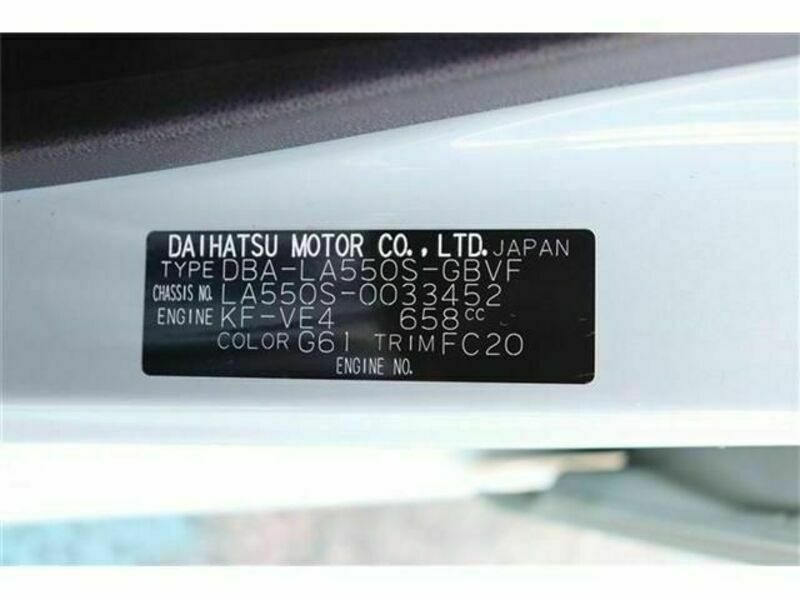 DAIHATSU MOTOR CO., LTD. JAPAN
TYPE DBA-LA550S-GBVF
CHASSIS NO. LA550S-0033452
ENGINE KF-VE4 658cc
COLOR G61 TRIM FC20
ENGINE NO.